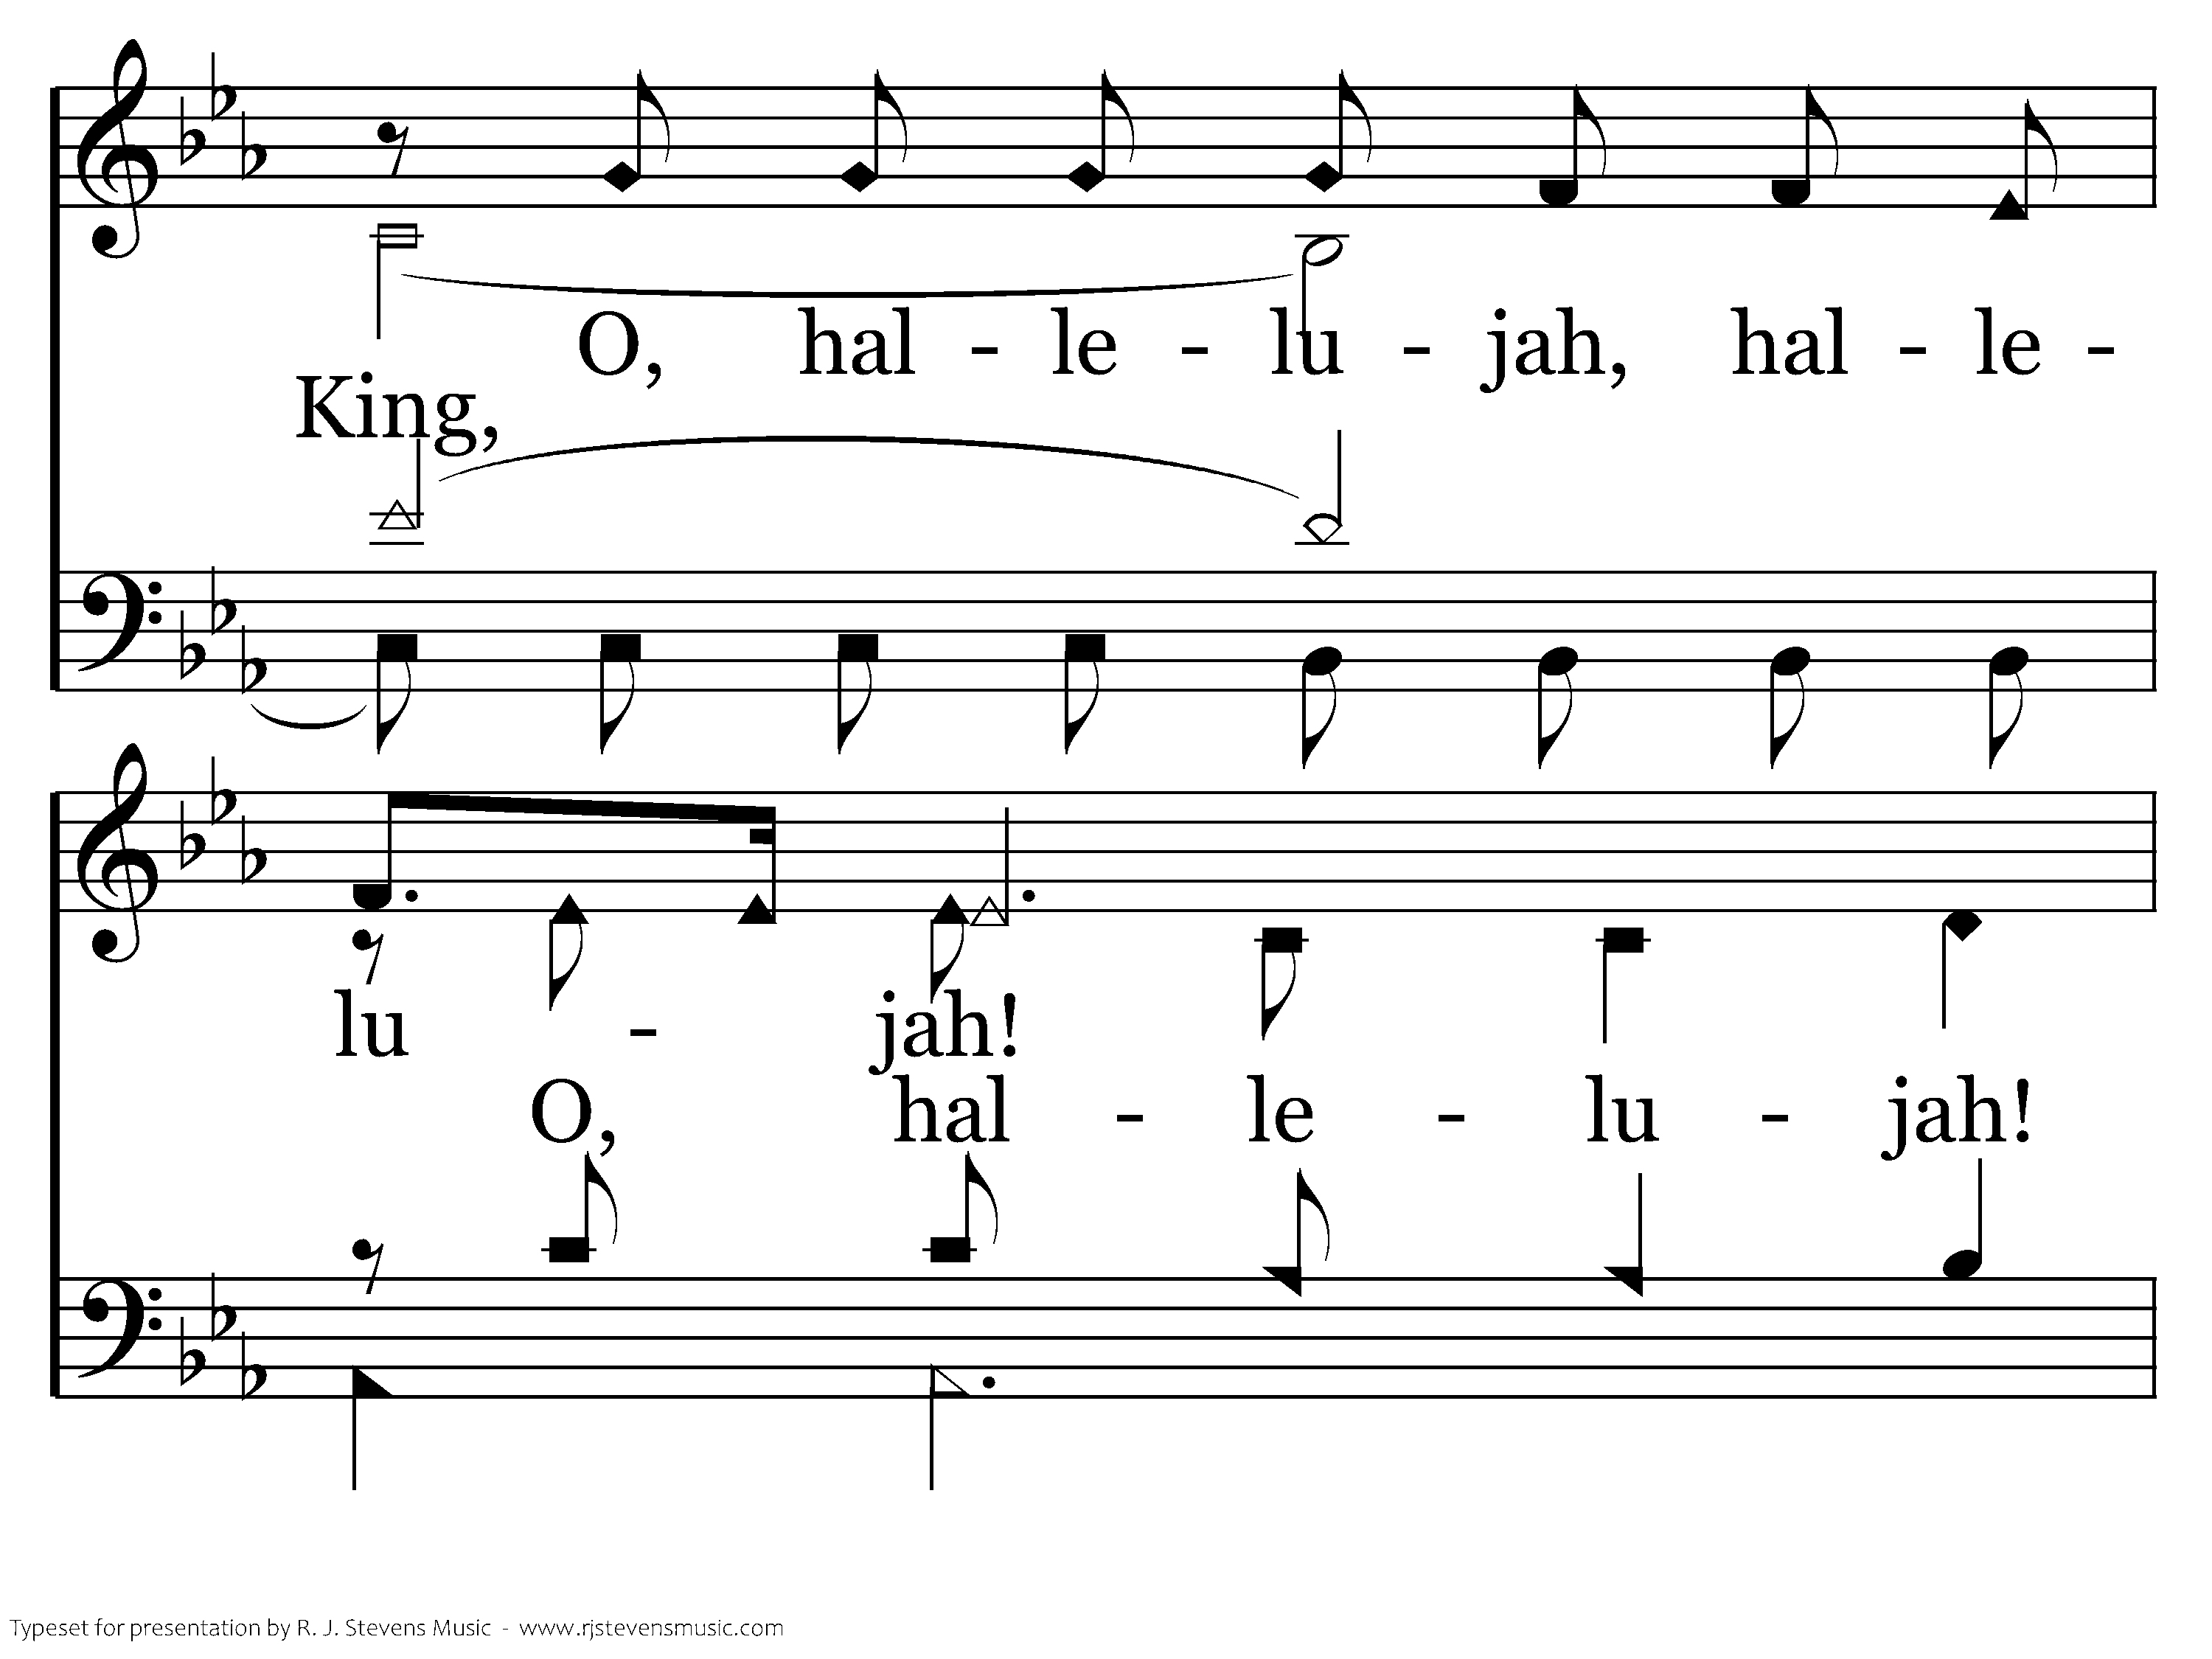 O, hal - le - lu - jah, hal - le -
King,
lu - jah!
O, hal - le - lu - jah!
Typeset for presentation by R. J. Stevens Music - www.rjstevensmusic.com